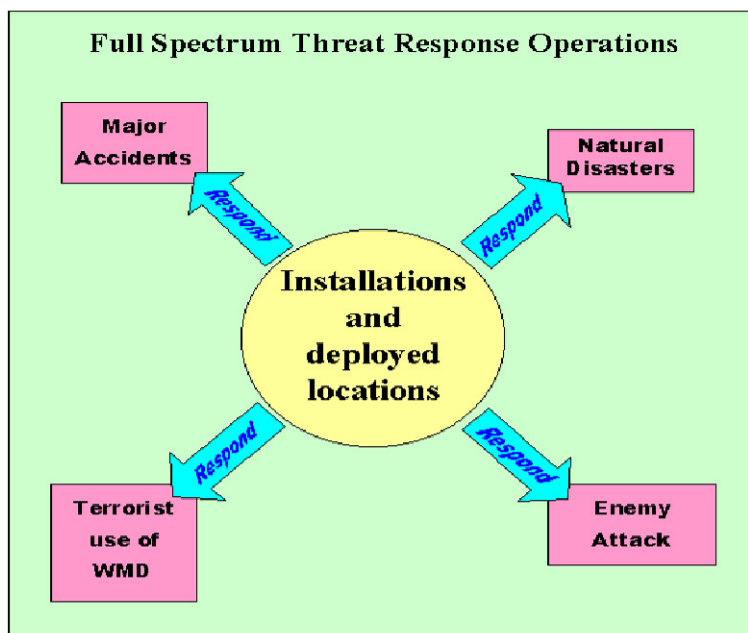 Full Spectrum Threat Response Operations
Major
Accidents
Natural
Disasters
Respond
Respond
Installations
and
deployed
locations
Respond
Respond
Terrorist
use of
WMD
Enemy
Attack